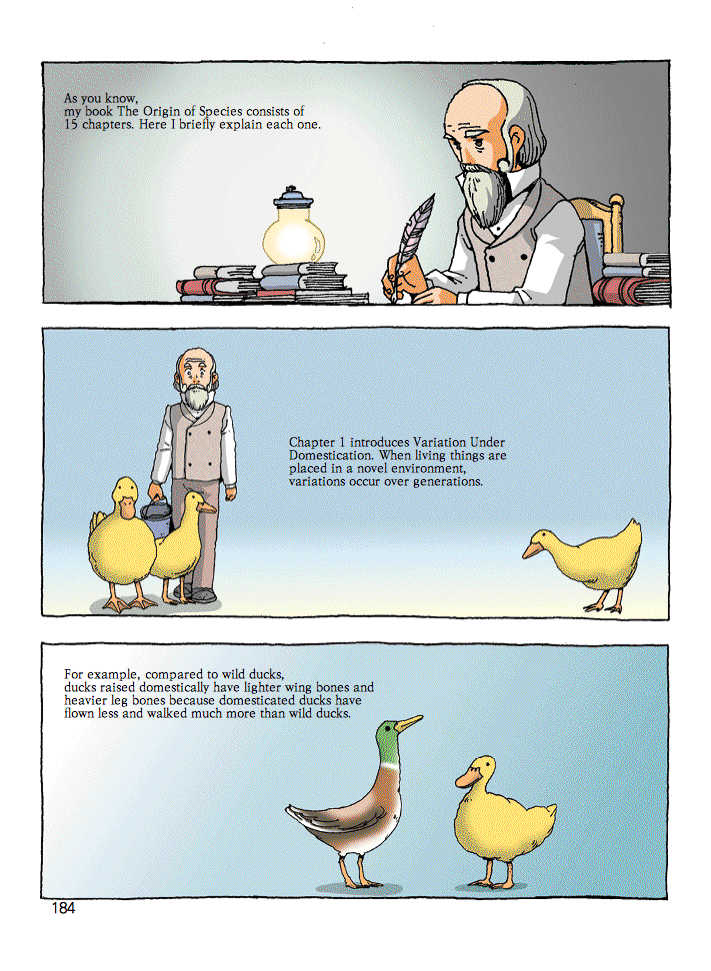 As you know,
my book The Origin of Species consists of
15 chapters. Here I briefly explain each one.
Chapter 1 introduces Variation Under
Domestication. When living things are
placed in a novel environment,
variations occur over generations.
For example, compared to wild ducks,
ducks raised domestically have lighter wing bones and
heavier leg bones because domesticated ducks have
flown less and walked much more than wild ducks.
184